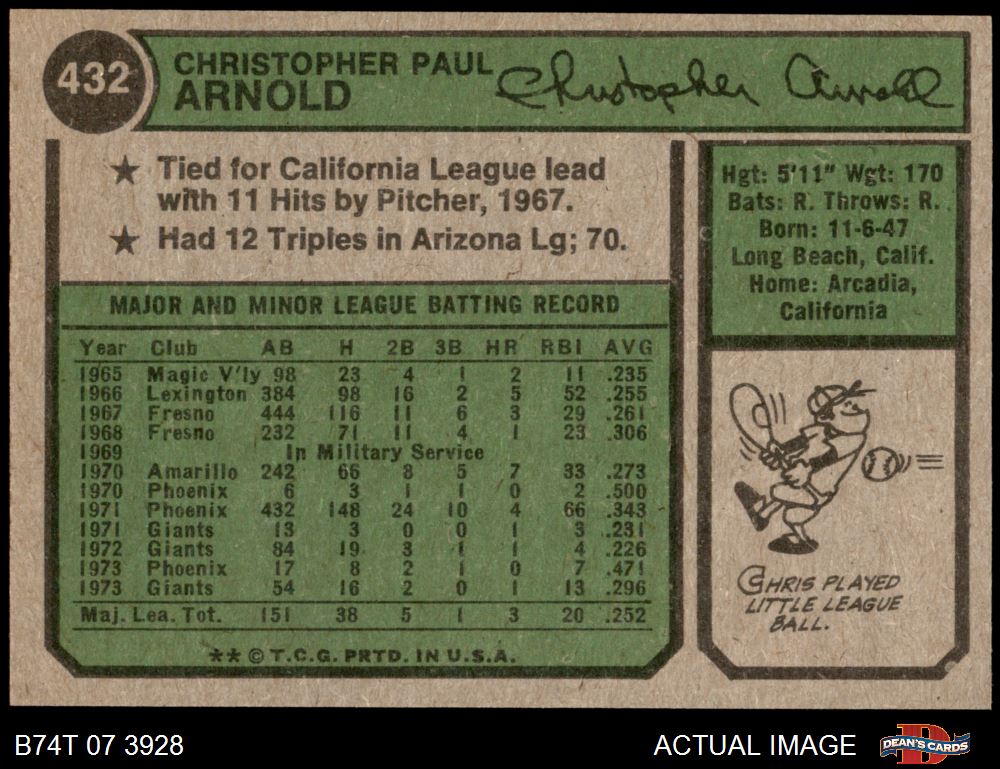 432
CHRISTOPHER PAUL
ARNOLD
Christopher Arnold
★ Tied for California League lead
with 11 Hits by Pitcher, 1967.
★ Had 12 Triples in Arizona Lg; 70.
Hgt: 5'11" Wgt: 170
Bats: R. Throws: R.
Born: 11-6-47
Long Beach, Calif.
Home: Arcadia,
California
MAJOR AND MINOR LEAGUE BATTING RECORD
Year Club AB H 2B 3B HR RBI AVG
1965 Magic V'ly 98 23 4 1 2 11 .235
1966 Lexington 384 98 16 2 5 52 .255
1967 Fresno 444 116 11 6 3 29 .261
1968 Fresno 232 71 11 4 1 23 .306
1969 In Military Service
1970 Amarillo 242 66 8 5 7 33 .273
1970 Phoenix 6 3 1 1 0 2 .500
1971 Phoenix 432 148 24 10 4 66 .343
1971 Giants 13 3 0 0 1 3 .231
1972 Giants 84 19 3 1 1 4 .226
1973 Phoenix 17 8 2 1 0 7 .471
1973 Giants 54 16 2 0 1 13 .296
Maj. Lea. Tot. 151 38 5 1 3 20 .252
** © T.C.G. PRTD. IN U.S.A.
CHRIS PLAYED
LITTLE LEAGUE
BALL.
B74T 07 3928
ACTUAL IMAGE
DEAN'S CARDS